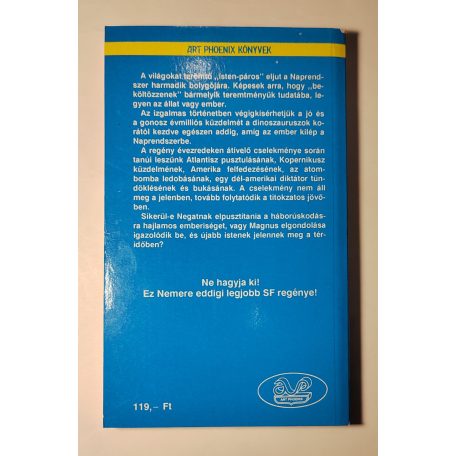 ART PHOENIX KÖNYVEK
A világokat teremtő „isten-páros" eljut a Naprend-
szer harmadik bolygójára. Képesek arra, hogy „be-
költözzenek" bármelyik teremtményük tudatába, le-
gyen az állat vagy ember.
Az izgalmas történetben végigkísérhetjük a jó és
a gonosz évmilliós küzdelmét a dinoszauruszok ko-
rától kezdve egészen addig, amíg az ember kilép a
Naprendszerbe.
A regény évezredeken átívelő cselekménye során
tanúi leszünk Atlantisz pusztulásának, Kopernikusz
küzdelmének, Amerika felfedezésének, az atom-
bomba ledobásának, egy dél-amerikai diktátor tün-
döklésének és bukásának. A cselekmény nem áll
meg a jelenben, tovább folytatódik a titokzatos jövő-
ben.
Sikerül-e Negatnak elpusztítania a háborúskodás-
ra hajlamos emberiséget, vagy Magnus elgondolása
igazolódik be, és újabb istenek jelennek meg a tér-
időben?
Ne hagyja ki!
Ez Nemere eddigi legjobb SF regénye!
119,– Ft
ART PHOENIX